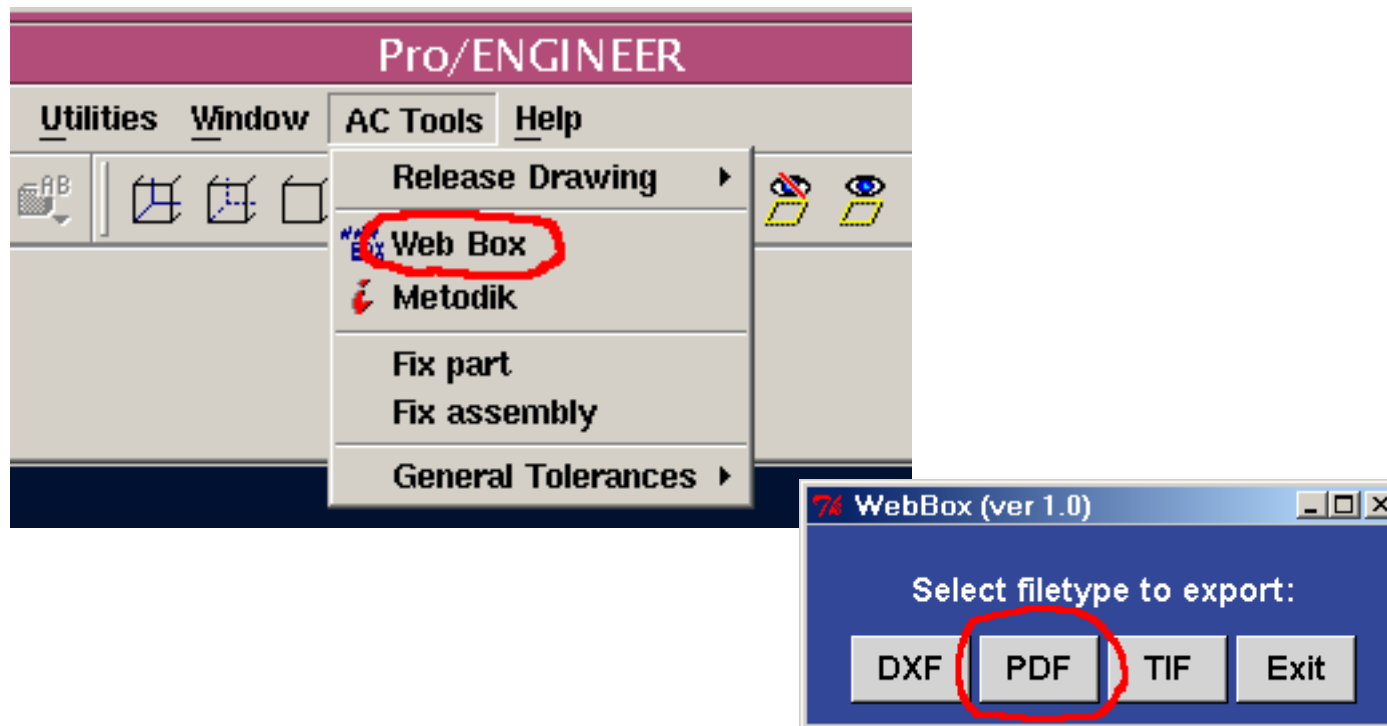 Pro/ENGINEER
Utilities Window AC Tools Help
AB
Release Drawing
Web Box
Metodik
Fix part
Fix assembly
General Tolerances
WebBox (ver 1.0)
Select filetype to export:
DXF PDF TIF Exit